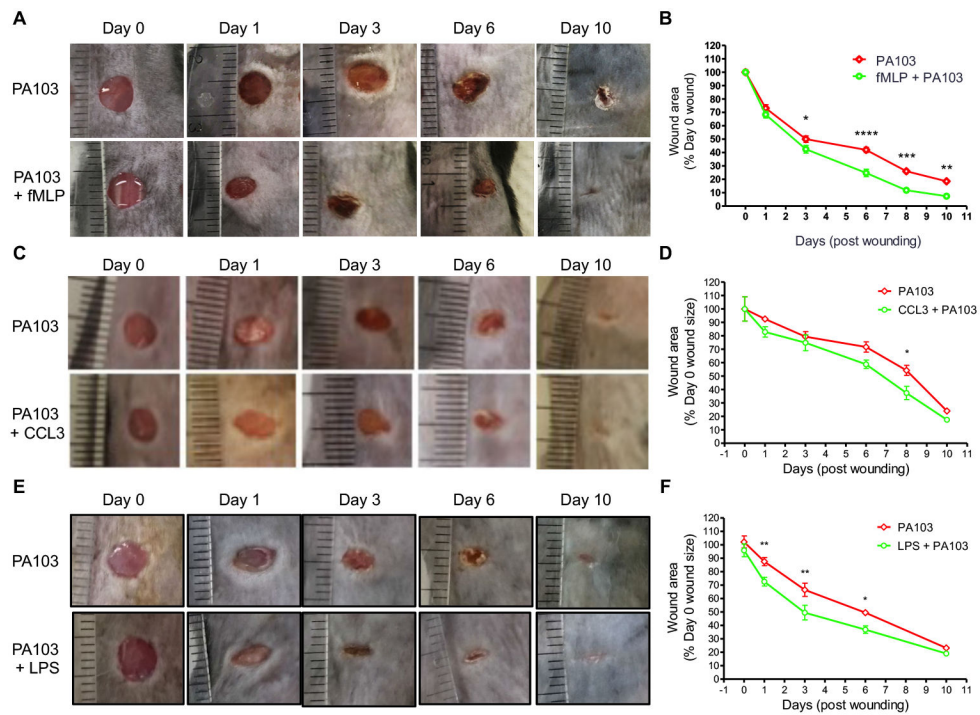 A
Day 0 Day 1 Day 3 Day 6 Day 10
PA103
PA103
+ fMLP
B
120
110
100
90
80
70
60
50
40
30
20
10
0
Wound area
(% Day 0 wound)
PA103
fMLP + PA103
*
****
***
**
0 1 2 3 4 5 6 7 8 9 10 11
Days (post wounding)
C
Day 0 Day 1 Day 3 Day 6 Day 10
PA103
PA103
+ CCL3
D
120
110
100
90
80
70
60
50
40
30
20
10
0
Wound area
(% Day 0 wound size)
PA103
CCL3 + PA103
*
-1 0 1 2 3 4 5 6 7 8 9 10 11
Days (post wounding)
E
Day 0 Day 1 Day 3 Day 6 Day 10
PA103
PA103
+ LPS
F
120
110
100
90
80
70
60
50
40
30
20
10
0
Wound area
(% Day 0 wound size)
PA103
LPS + PA103
**
**
*
-1 0 1 2 3 4 5 6 7 8 9 10 11
Days (post wounding)